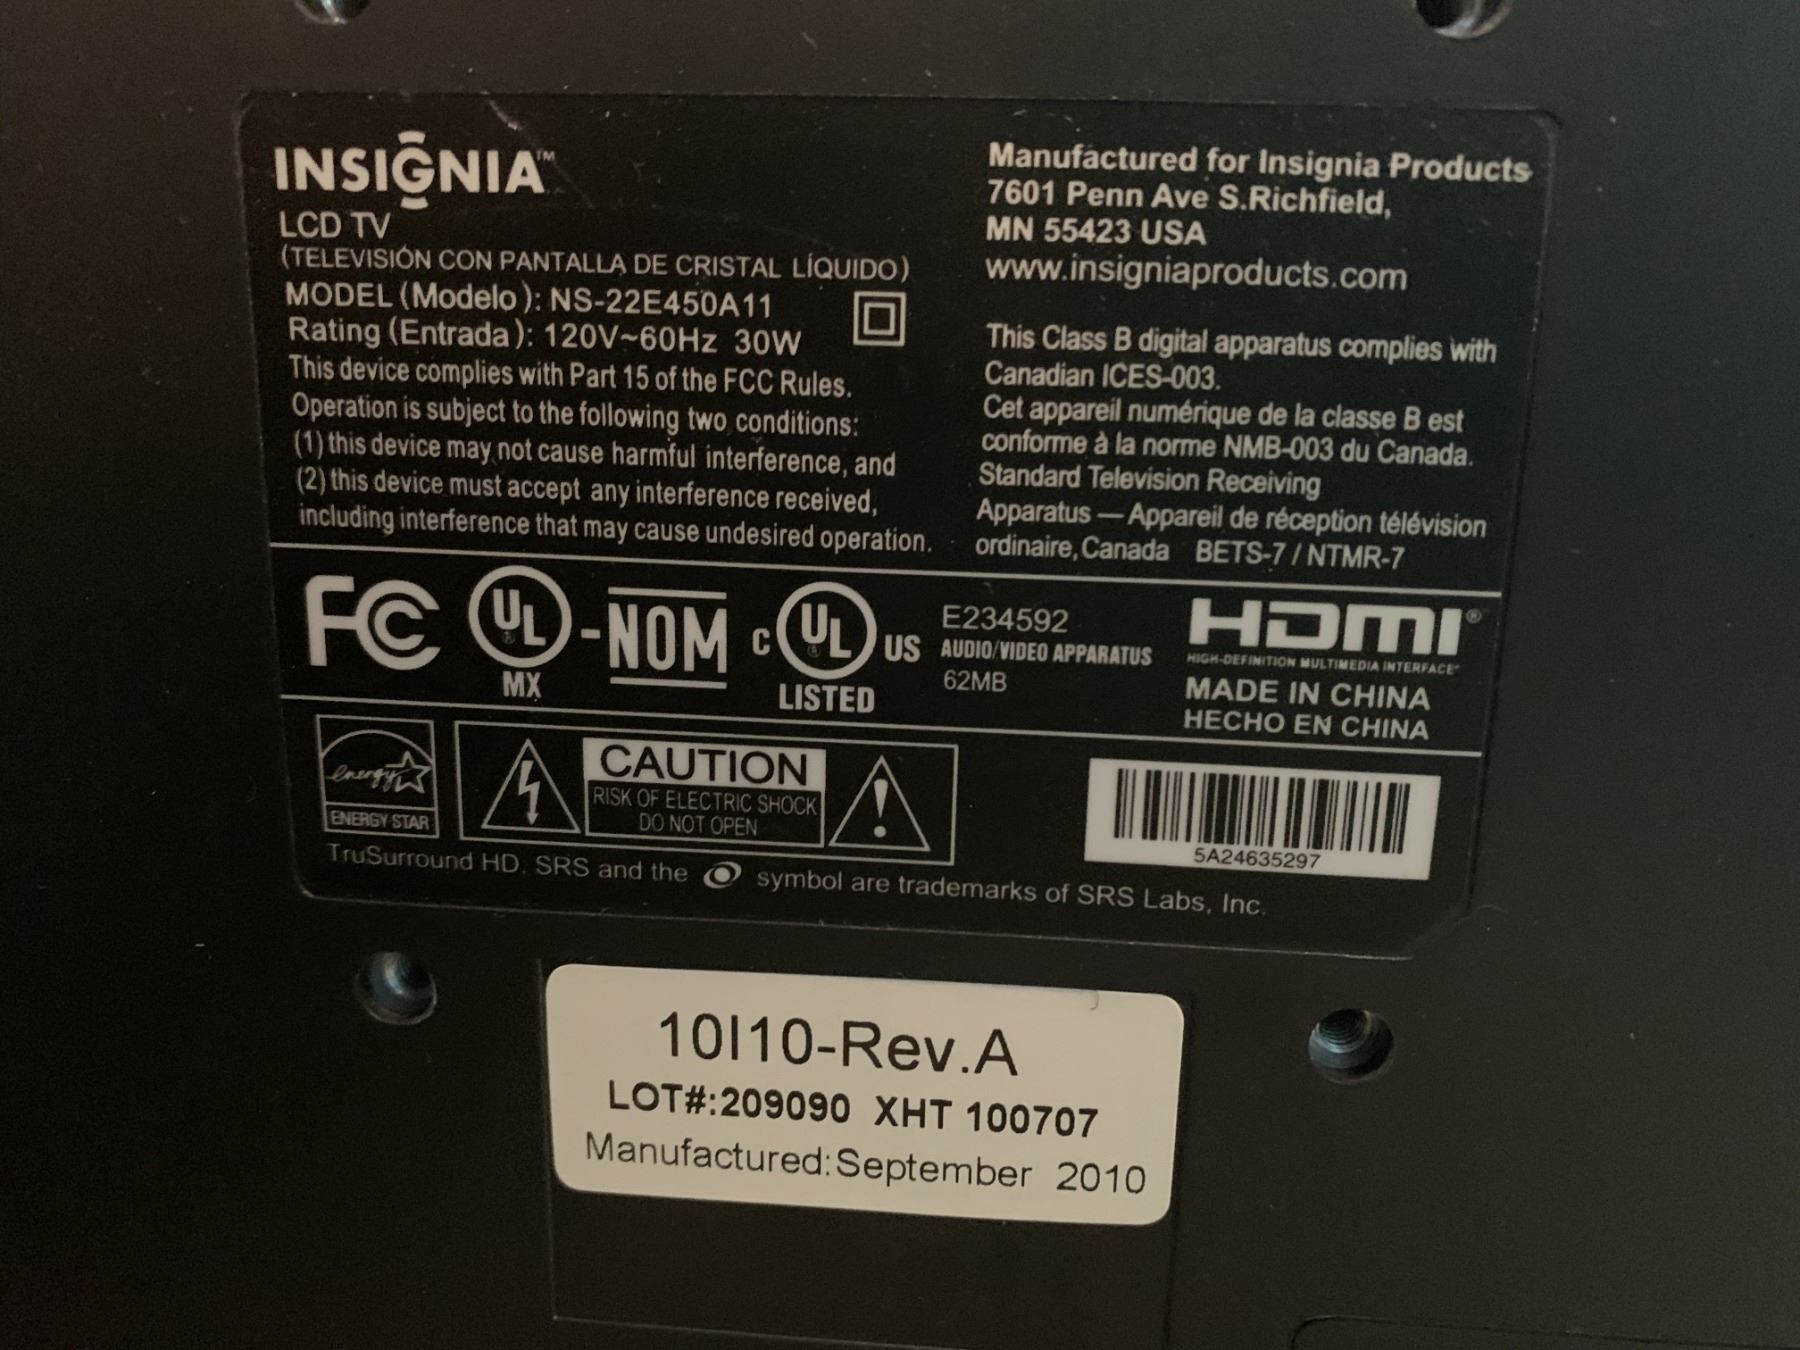 INSIGNIA™
LCD TV
(TELEVISIÓN CON PANTALLA DE CRISTAL LÍQUIDO)
MODEL (Modelo): NS-22E450A11
Rating (Entrada): 120V~60Hz 30W
This device complies with Part 15 of the FCC Rules.
Operation is subject to the following two conditions:
(1) this device may not cause harmful interference, and
(2) this device must accept any interference received,
including interference that may cause undesired operation.
Manufactured for Insignia Products
7601 Penn Ave S.Richfield,
MN 55423 USA
www.insigniaproducts.com
This Class B digital apparatus complies with
Canadian ICES-003.
Cet appareil numérique de la classe B est
conforme à la norme NMB-003 du Canada.
Standard Television Receiving
Apparatus — Appareil de réception télévision
ordinaire, Canada BETS-7 / NTMR-7
FC
UL®
MX
-NOM
C UL® US
LISTED
E234592
AUDIO/VIDEO APPARATUS
62MB
HDMI®
HIGH-DEFINITION MULTIMEDIA INTERFACE
MADE IN CHINA
HECHO EN CHINA
energy
ENERGY STAR
CAUTION
RISK OF ELECTRIC SHOCK
DO NOT OPEN
5A24635297
TruSurround HD, SRS and the symbol are trademarks of SRS Labs, Inc.
10I10-Rev.A
LOT#:209090 XHT 100707
Manufactured:September 2010